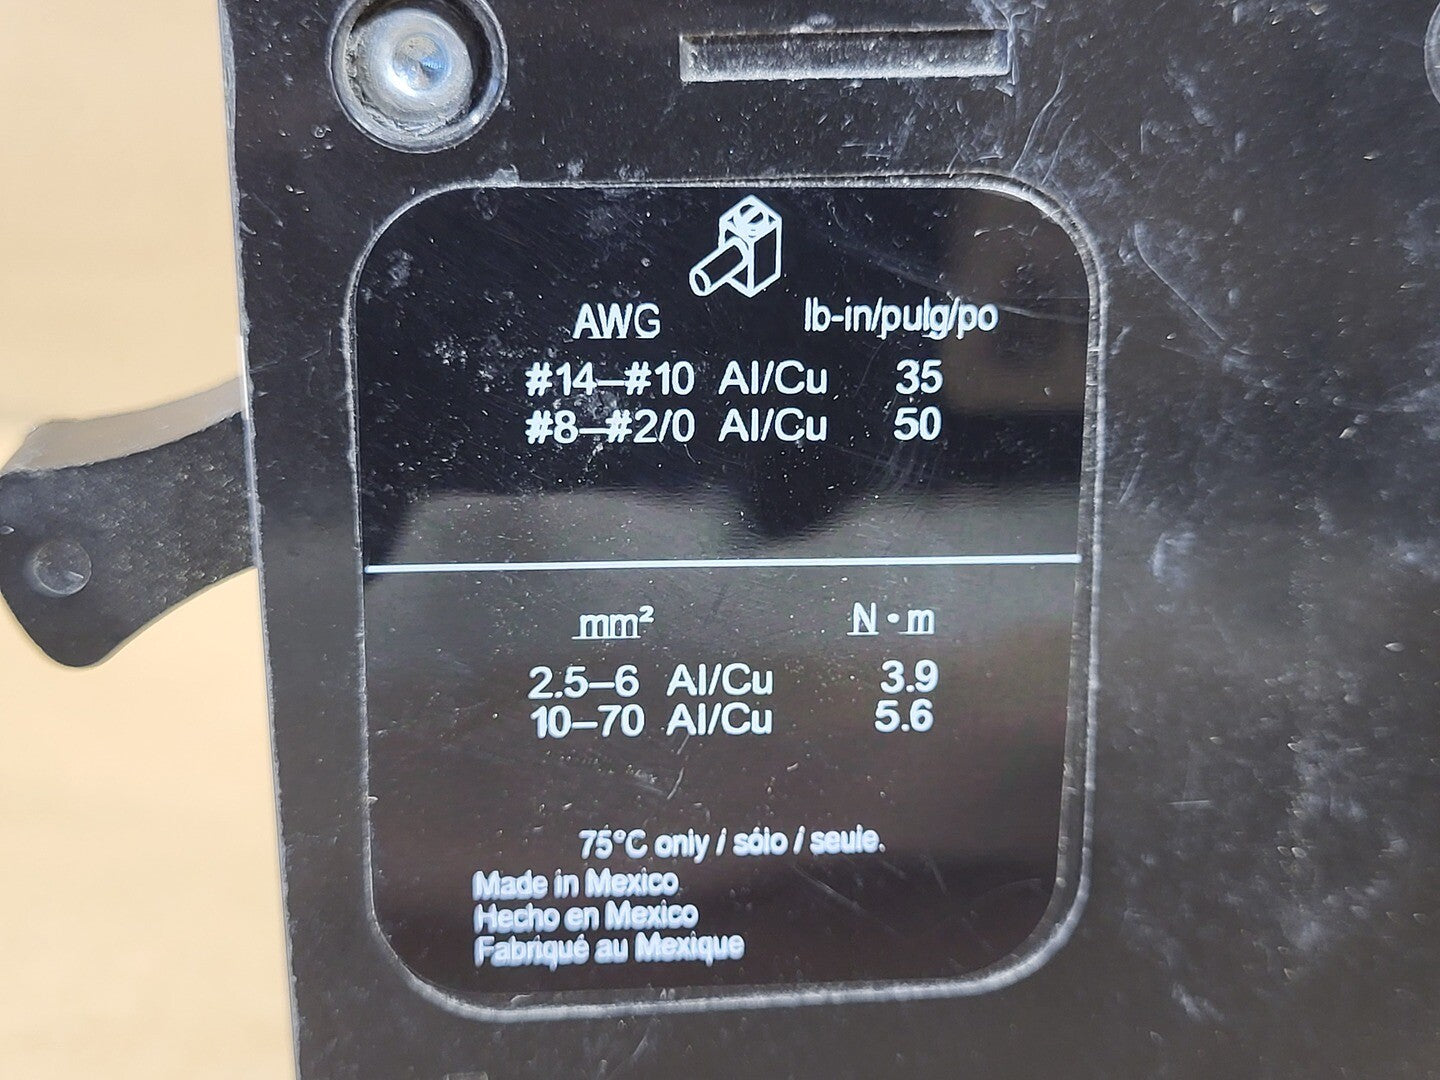 AWG lb-in/pulg/po
#14–#10 Al/Cu 35
#8–#2/0 Al/Cu 50
mm² N•m
2.5–6 Al/Cu 3.9
10–70 Al/Cu 5.6
75°C only / sólo / seule.
Made in Mexico
Hecho en Mexico
Fabriqué au Mexique